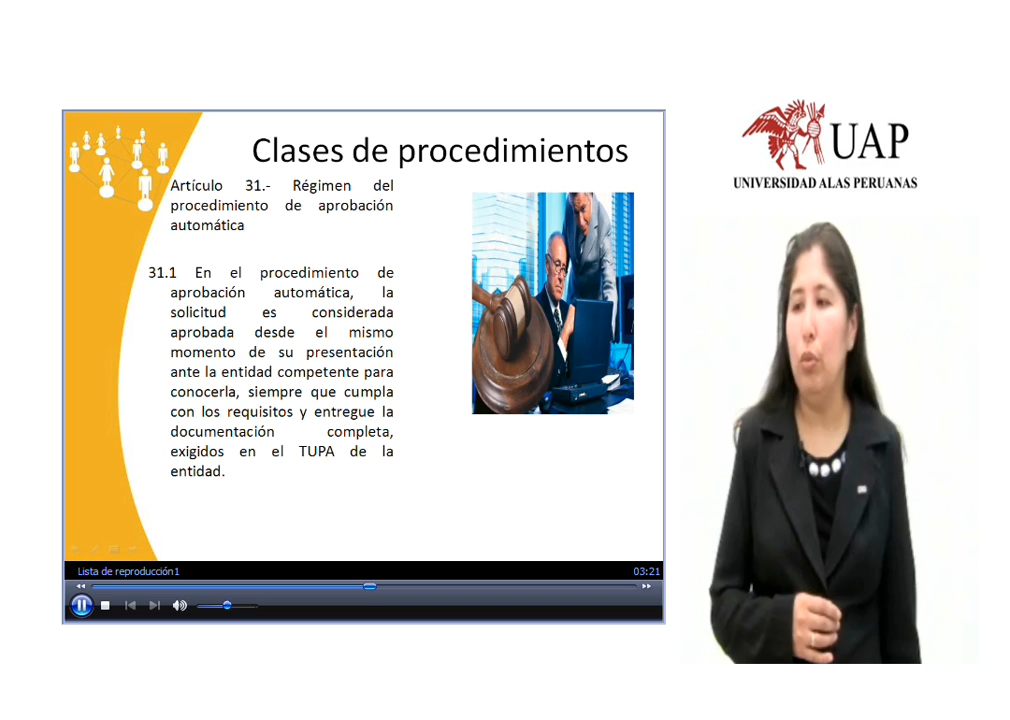 Clases de procedimientos
Artículo 31.- Régimen del
procedimiento de aprobación
automática
31.1 En el procedimiento de
aprobación automática, la
solicitud es considerada
aprobada desde el mismo
momento de su presentación
ante la entidad competente para
conocerla, siempre que cumpla
con los requisitos y entregue la
documentación completa,
exigidos en el TUPA de la
entidad.
Lista de reproducción1
03:21
UAP
UNIVERSIDAD ALAS PERUANAS